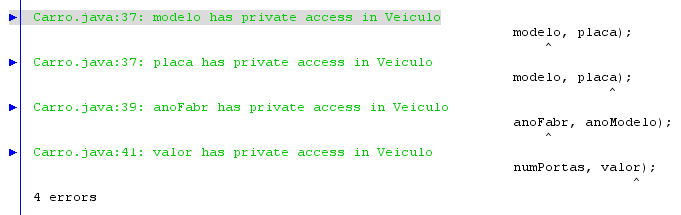 Carro.java:37: modelo has private access in Veiculo
modelo, placa);
^
Carro.java:37: placa has private access in Veiculo
modelo, placa);
^
Carro.java:39: anoFabr has private access in Veiculo
anoFabr, anoModelo);
^
Carro.java:41: valor has private access in Veiculo
numPortas, valor);
^
4 errors